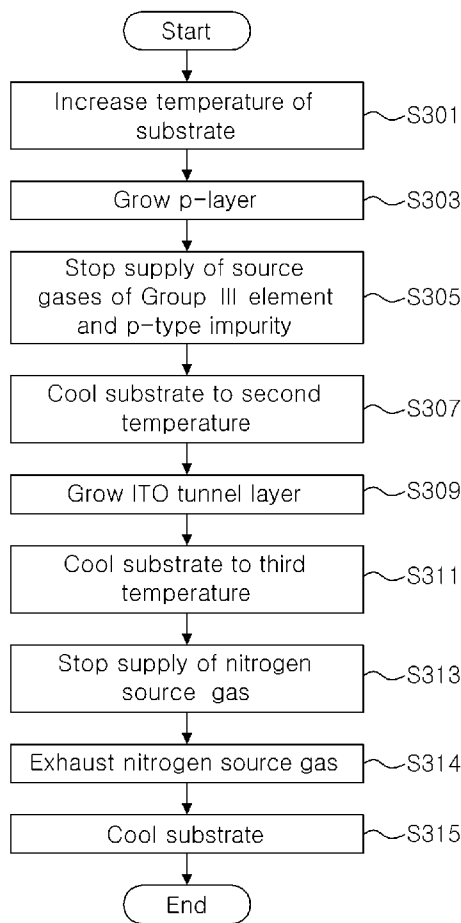 Start
Increase temperature of
substrate
S301
Grow p-layer
S303
Stop supply of source
gases of Group III element
and p-type impurity
S305
Cool substrate to second
temperature
S307
Grow ITO tunnel layer
S309
Cool substrate to third
temperature
S311
Stop supply of nitrogen
source gas
S313
Exhaust nitrogen source gas
S314
Cool substrate
S315
End